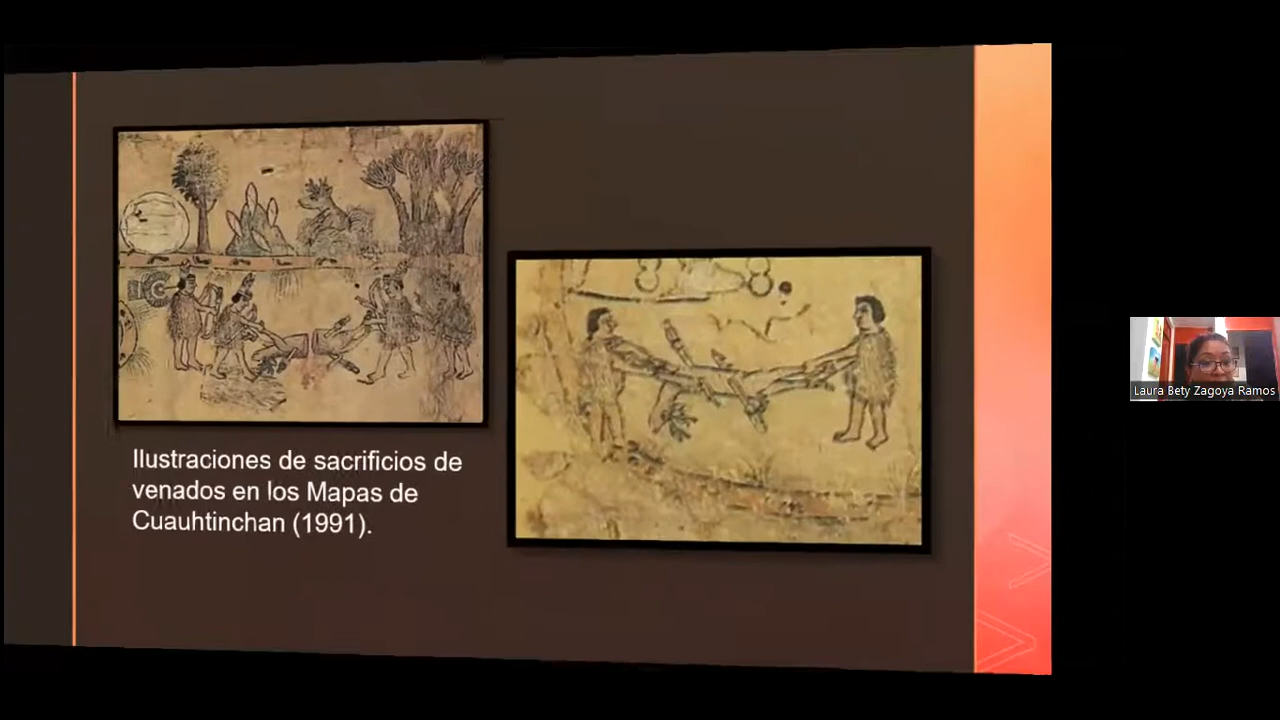 Ilustraciones de sacrificios de
venados en los Mapas de
Cuauhtinchan (1991).
Laura Bety Zagoya Ramos